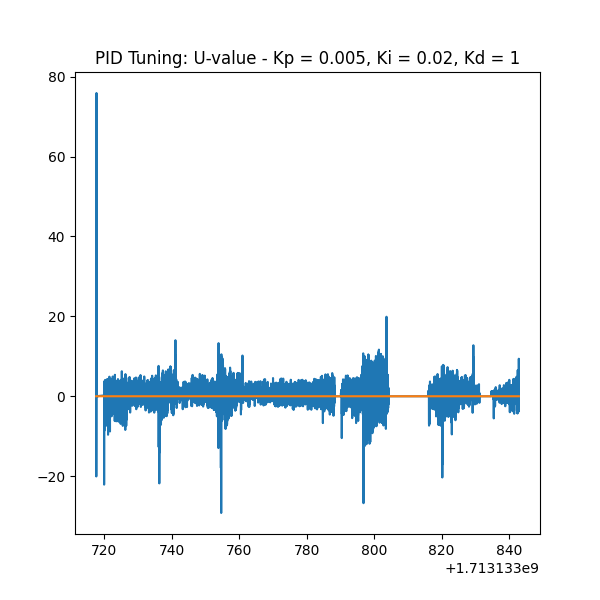 PID Tuning: U-value - Kp = 0.005, Ki = 0.02, Kd = 1
80
60
40
20
0
−20
720 740 760 780 800 820 840
+1.713133e9